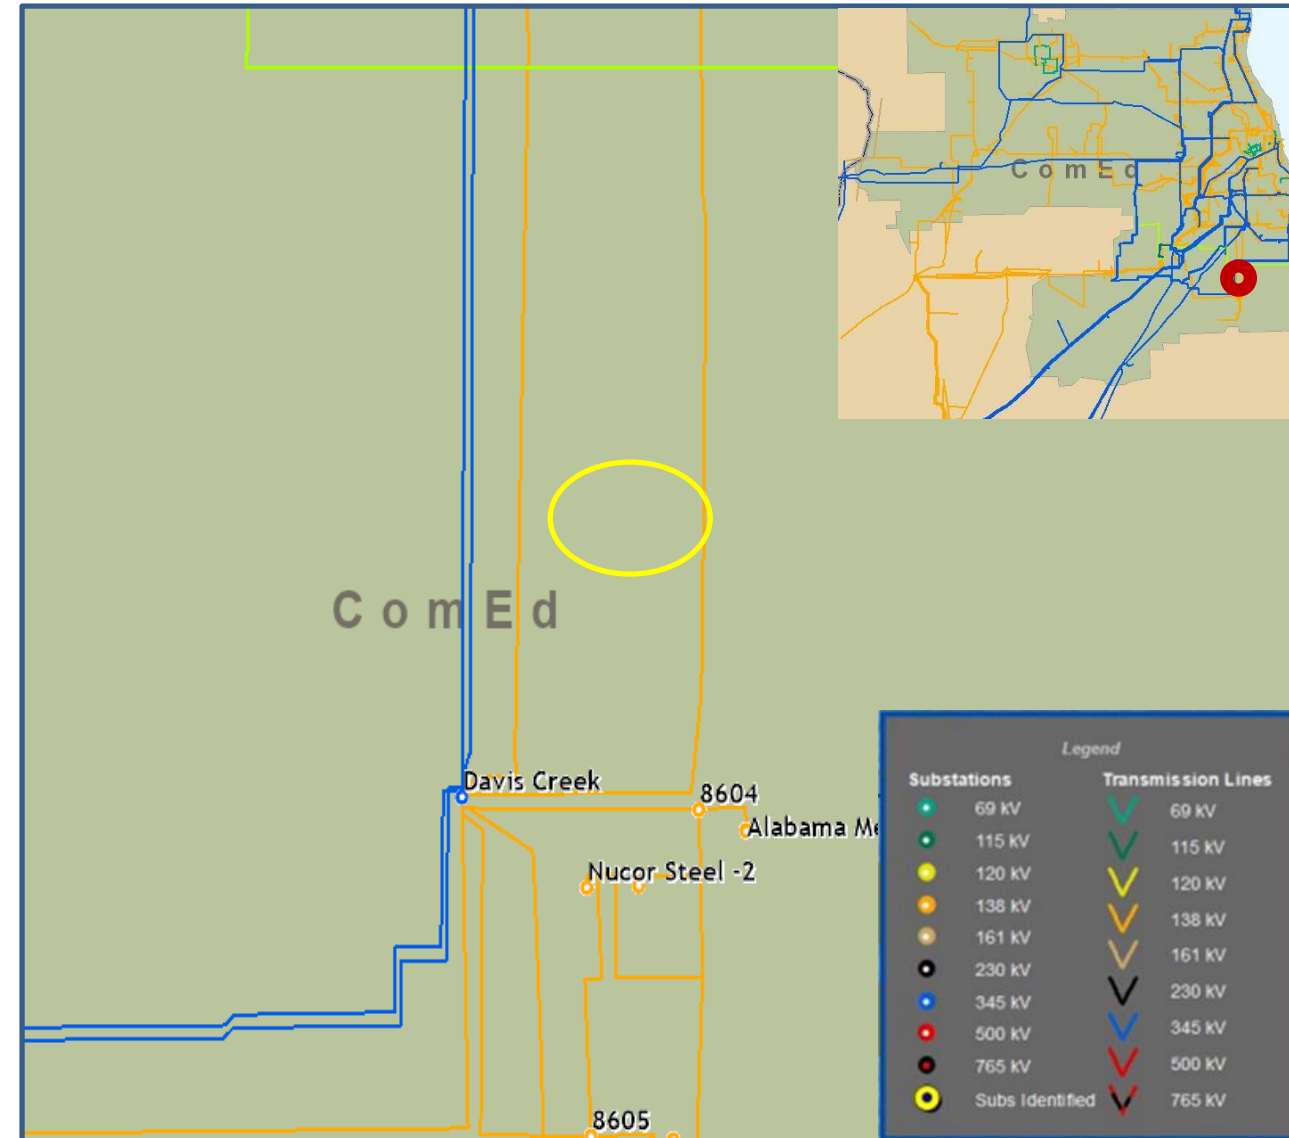 ComEd
ComEd
Davis Creek
8604
Alabama Me
Nucor Steel -2
8605
Legend
Substations
Transmission Lines
69 kV
69 kV
115 kV
115 kV
120 kV
120 kV
138 kV
138 kV
161 kV
161 kV
230 kV
230 kV
345 kV
345 kV
500 kV
500 kV
765 kV
Subs Identified
765 kV